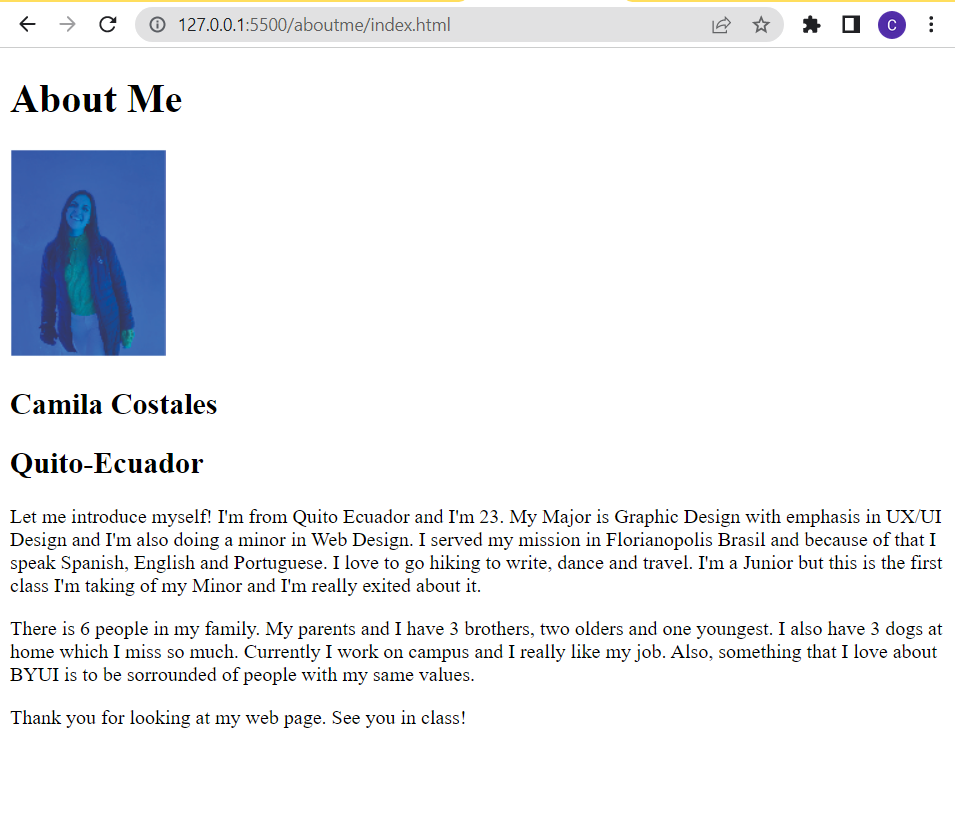 127.0.0.1:5500/aboutme/index.html
C
About Me
Camila Costales
Quito-Ecuador
Let me introduce myself! I'm from Quito Ecuador and I'm 23. My Major is Graphic Design with emphasis in UX/UI
Design and I'm also doing a minor in Web Design. I served my mission in Florianopolis Brasil and because of that I
speak Spanish, English and Portuguese. I love to go hiking to write, dance and travel. I'm a Junior but this is the first
class I'm taking of my Minor and I'm really exited about it.
There is 6 people in my family. My parents and I have 3 brothers, two olders and one youngest. I also have 3 dogs at
home which I miss so much. Currently I work on campus and I really like my job. Also, something that I love about
BYUI is to be sorrounded of people with my same values.
Thank you for looking at my web page. See you in class!